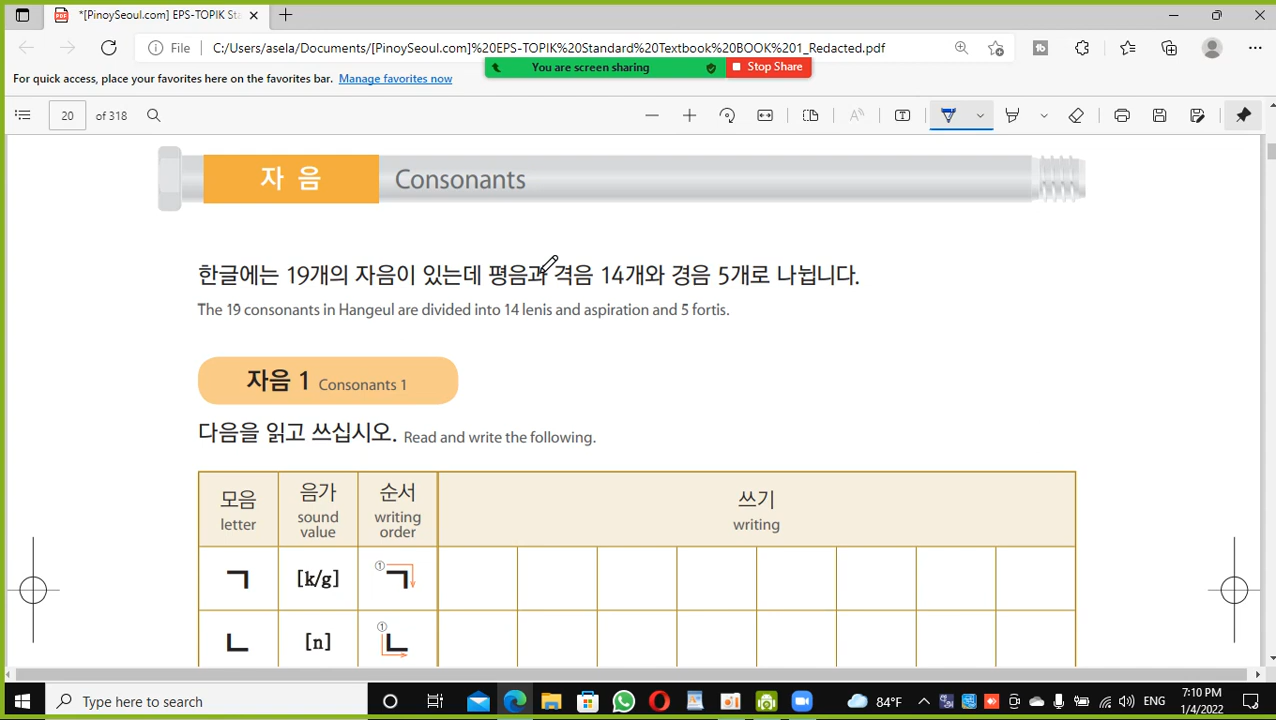 *[PinoySeoul.com] EPS-TOPIK Sta
File C:/Users/asela/Documents/[PinoySeoul.com]%20EPS-TOPIK%20Standard%20Textbook%20BOOK%201_Redacted.pdf
For quick access, place your favorites here on the favorites bar. Manage favorites now
You are screen sharing Stop Share
20 of 318
자 음 Consonants
한글에는 19개의 자음이 있는데 평음과 격음 14개와 경음 5개로 나뉩니다.
The 19 consonants in Hangeul are divided into 14 lenis and aspiration and 5 fortis.
자음 1 Consonants 1
다음을 읽고 쓰십시오. Read and write the following.
모음 음가 순서 쓰기
letter sound value writing order writing
ㄱ [k/g] ① ㄱ
ㄴ [n] ① ㄴ
Type here to search 84°F ENG 7:10 PM
1/4/2022